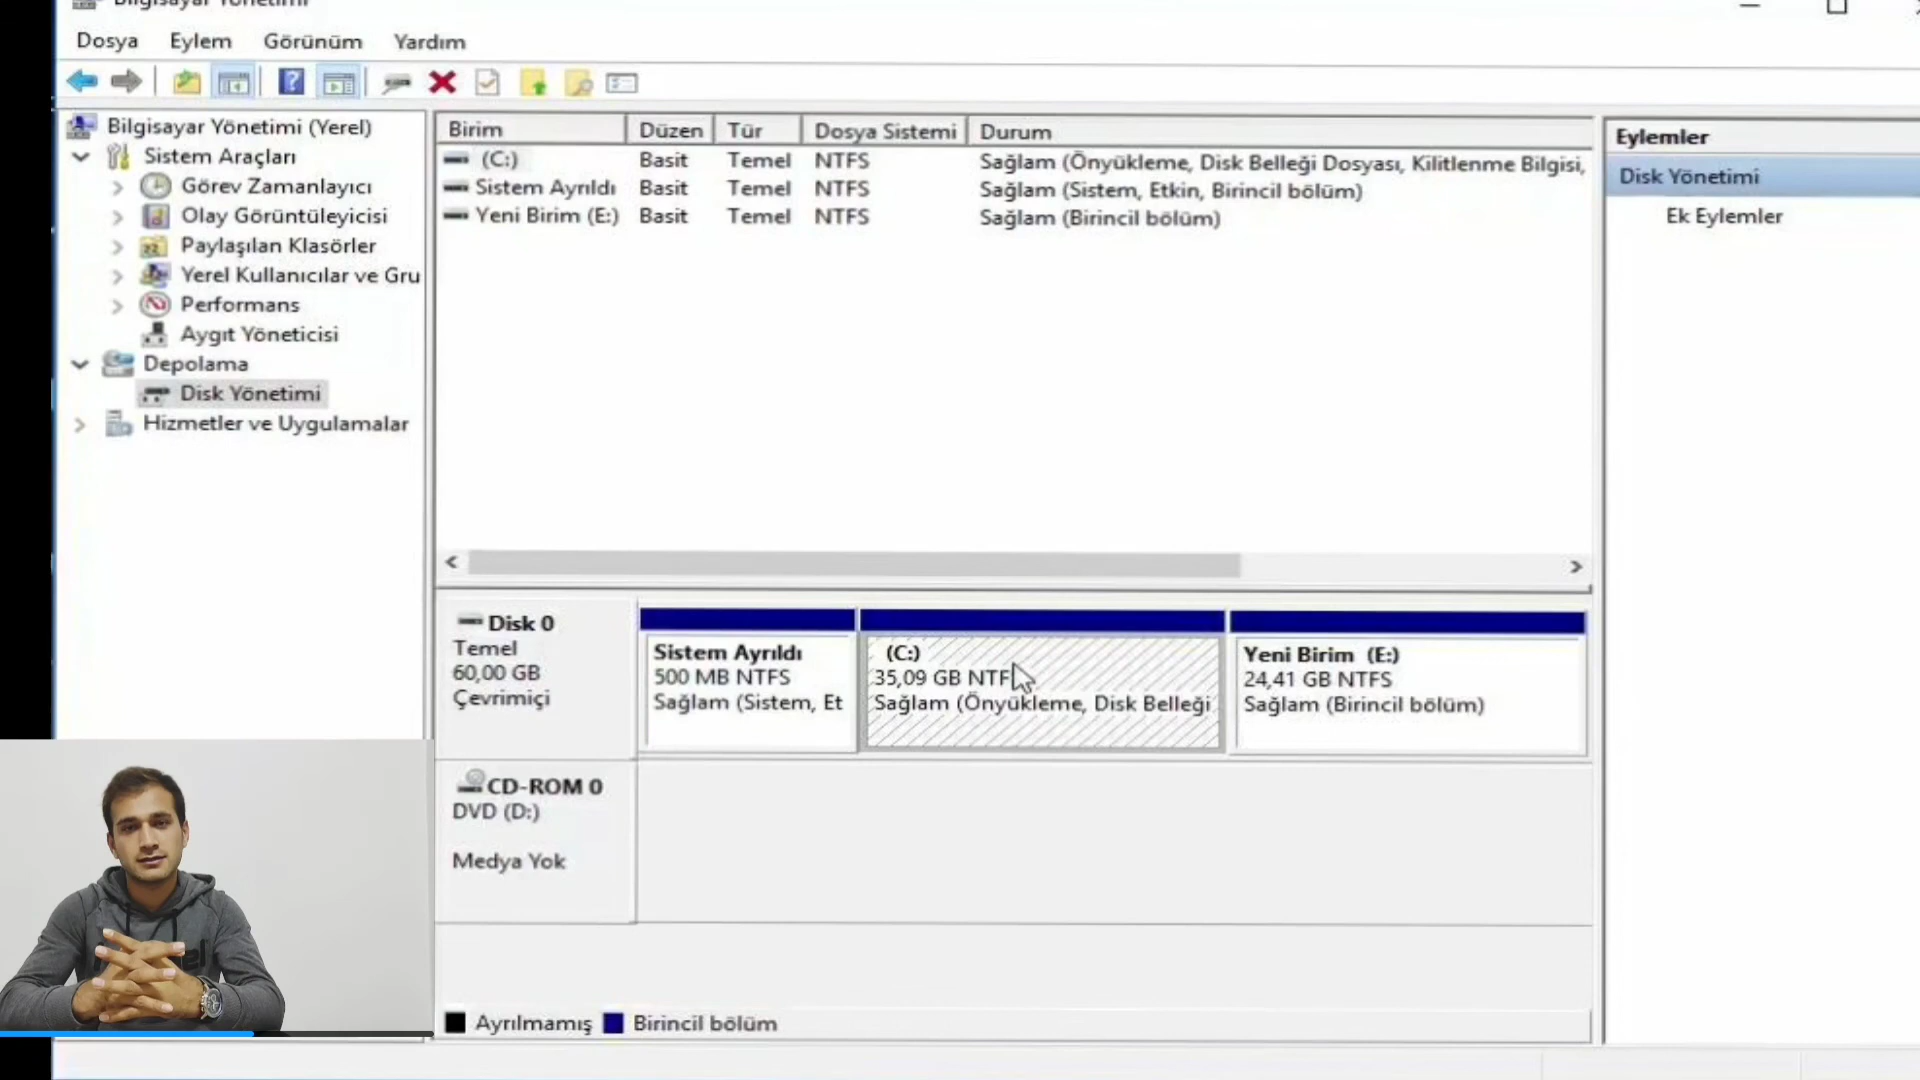 Bilgisayar Yönetimi
Dosya Eylem Görünüm Yardım
Bilgisayar Yönetimi (Yerel)
Sistem Araçları
Görev Zamanlayıcı
Olay Görüntüleyicisi
Paylaşılan Klasörler
Yerel Kullanıcılar ve Gru
Performans
Aygıt Yöneticisi
Depolama
Disk Yönetimi
Hizmetler ve Uygulamalar
Birim Düzen Tür Dosya Sistemi Durum
(C:) Basit Temel NTFS Sağlam (Önyükleme, Disk Belleği Dosyası, Kilitlenme Bilgisi,
Sistem Ayrıldı Basit Temel NTFS Sağlam (Sistem, Etkin, Birincil bölüm)
Yeni Birim (E:) Basit Temel NTFS Sağlam (Birincil bölüm)
Eylemler
Disk Yönetimi
Ek Eylemler
Disk 0
Temel
60,00 GB
Çevrimiçi
Sistem Ayrıldı
500 MB NTFS
Sağlam (Sistem, Et
(C:)
35,09 GB NTF
Sağlam (Önyükleme, Disk Belleği
Yeni Birim (E:)
24,41 GB NTFS
Sağlam (Birincil bölüm)
CD-ROM 0
DVD (D:)
Medya Yok
Ayrılmamış Birincil bölüm